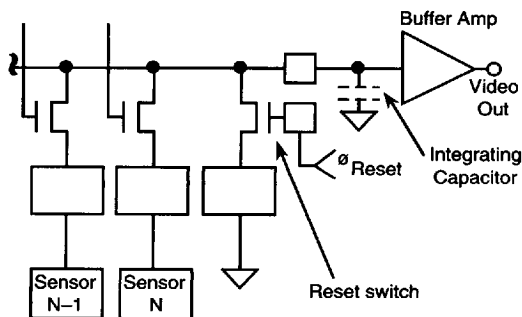 Buffer Amp
Video
Out
Integrating
Capacitor
ø Reset
Reset switch
Sensor
N–1
Sensor
N